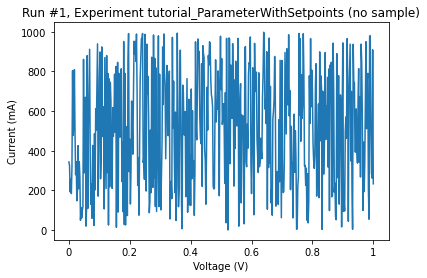 Run #1, Experiment tutorial_ParameterWithSetpoints (no sample)
1000
800
600
400
200
0
Current (mA)
0 0.2 0.4 0.6 0.8 1
Voltage (V)